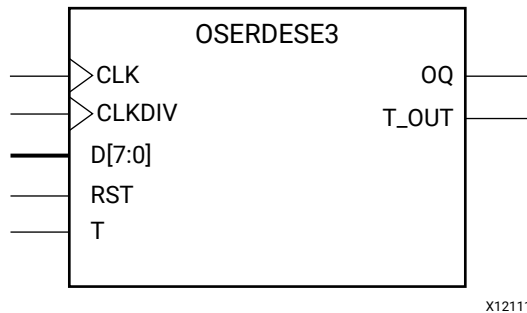 OSERDESE3
CLK
CLKDIV
D[7:0]
RST
T
OQ
T_OUT
X12111